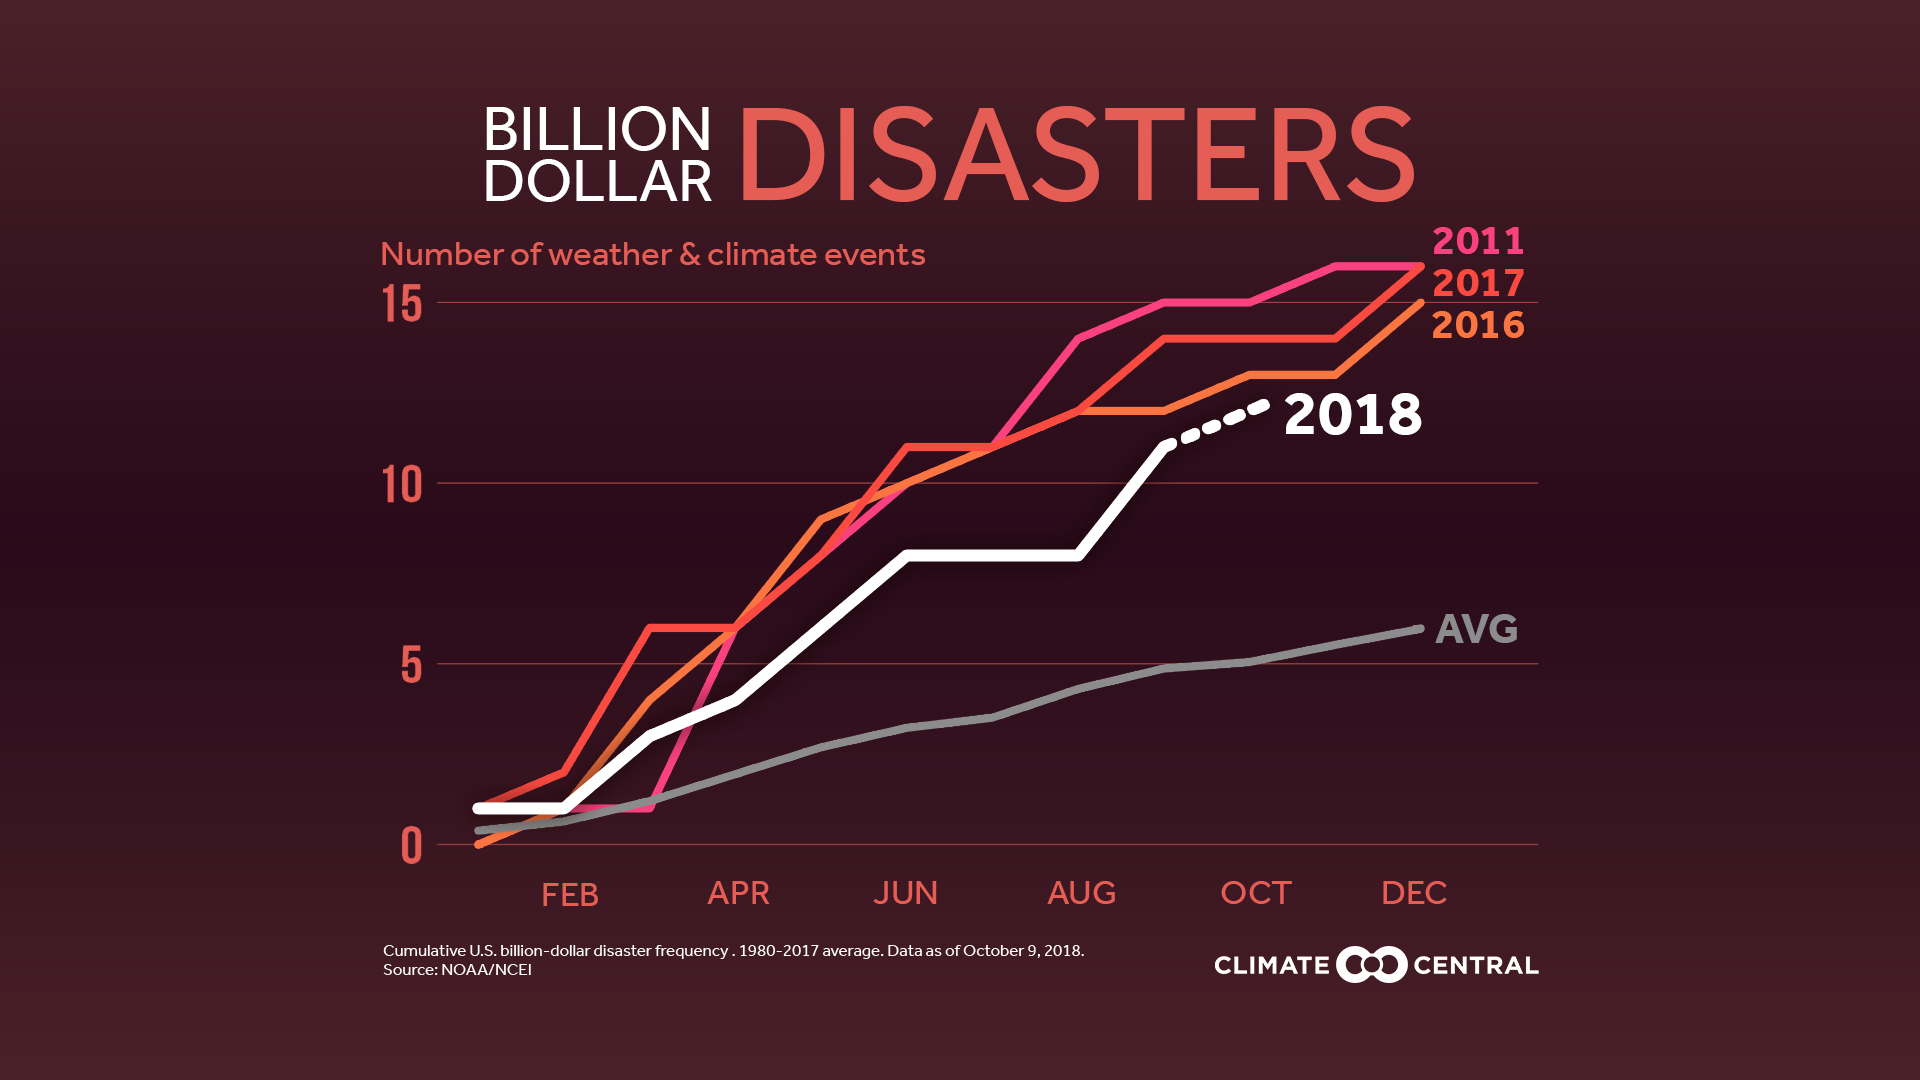 BILLION
DOLLAR
DISASTERS
Number of weather & climate events
2011
2017
2016
2018
AVG
15
10
5
0
FEB APR JUN AUG OCT DEC
Cumulative U.S. billion-dollar disaster frequency . 1980-2017 average. Data as of October 9, 2018.
Source: NOAA/NCEI
CLIMATE CENTRAL